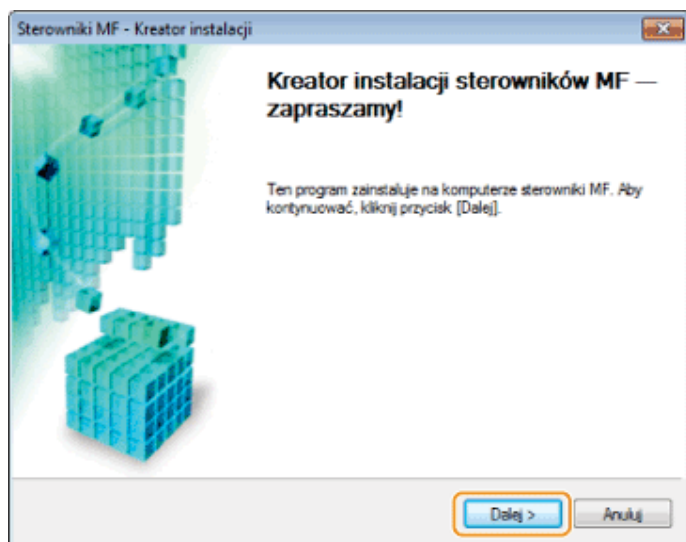 Sterowniki MF - Kreator instalacji
Kreator instalacji sterowników MF —
zapraszamy!
Ten program zainstaluje na komputerze sterowniki MF. Aby
kontynuować, kliknij przycisk [Dalej].
Dalej >
Anuluj